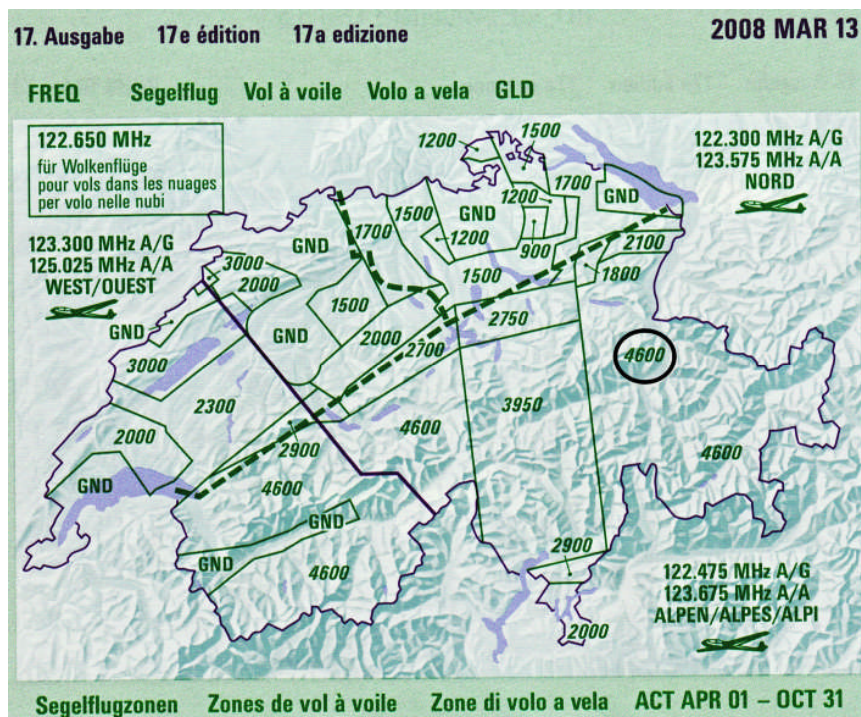 17. Ausgabe 17e édition 17a edizione 2008 MAR 13
FREQ Segelflug Vol à voile Volo a vela GLD
122.650 MHz
für Wolkenflüge
pour vols dans les nuages
per volo nelle nubi
1200
1500
122.300 MHz A/G
123.575 MHz A/A
NORD
1700
GND
123.300 MHz A/G
125.025 MHz A/A
WEST/OUEST
GND
1700
1500
GND
1200
1200
900
2100
3000
2000
1500
1500
1800
GND
GND
2000
2700
2750
4600
3000
2300
2000
2900
4600
3950
4600
GND
4600
GND
GND
4600
2900
2000
122.475 MHz A/G
123.675 MHz A/A
ALPEN/ALPES/ALPI
Segelflugzonen Zones de vol à voile Zone di volo a vela ACT APR 01 – OCT 31